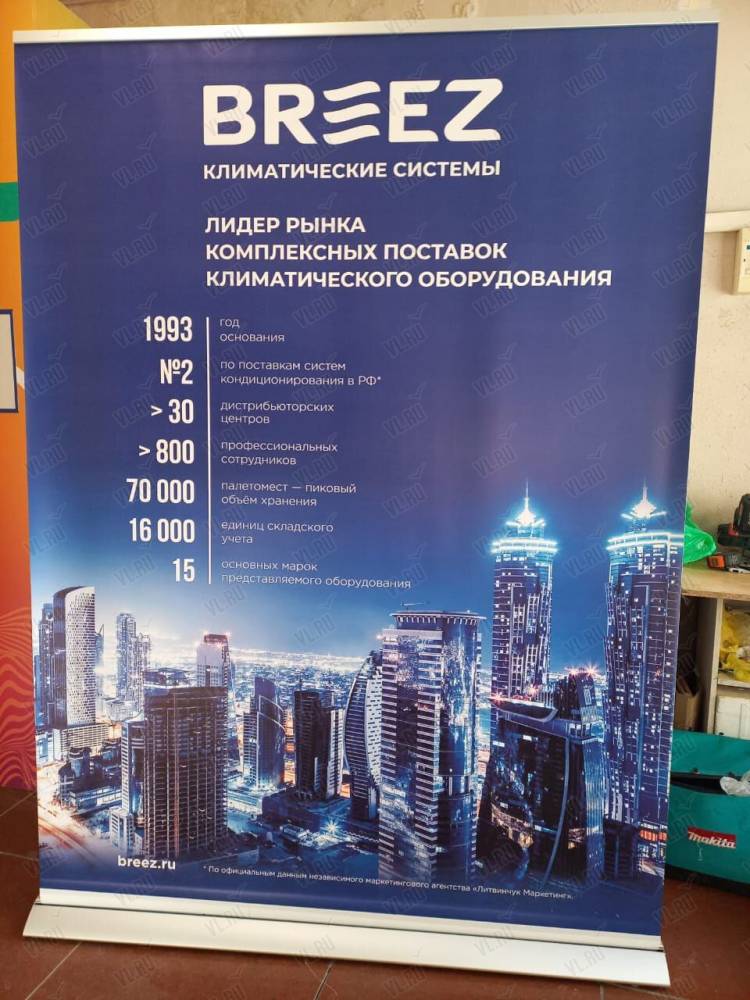 BREEZ
КЛИМАТИЧЕСКИЕ СИСТЕМЫ
ЛИДЕР РЫНКА
КОМПЛЕКСНЫХ ПОСТАВОК
КЛИМАТИЧЕСКОГО ОБОРУДОВАНИЯ
1993 год
основания
№2 по поставкам систем
кондиционирования в РФ*
> 30 дистрибьюторских
центров
> 800 профессиональных
сотрудников
70 000 палетомест — пиковый
объём хранения
16 000 единиц складского
учета
15 основных марок
представляемого оборудования
breez.ru
* По официальным данным независимого маркетингового агентства «Литвинчук Маркетинг».
makita
VL.RU